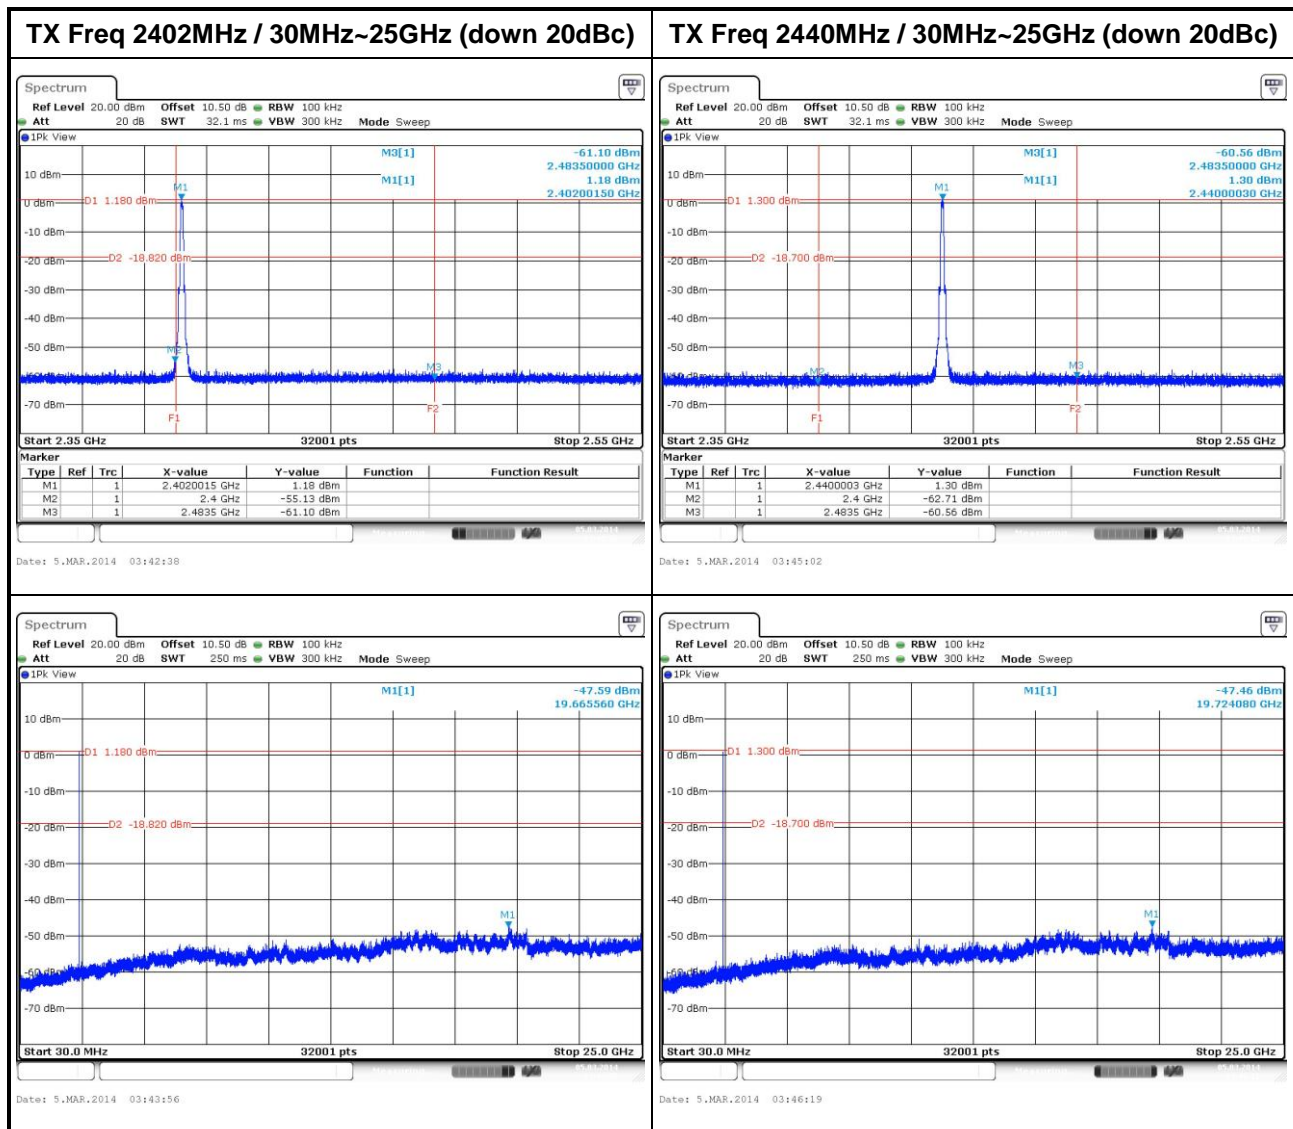 TX Freq 2402MHz / 30MHz~25GHz (down 20dBc)
TX Freq 2440MHz / 30MHz~25GHz (down 20dBc)
Spectrum
Ref Level 20.00 dBm Offset 10.50 dB RBW 100 kHz
Att 20 dB SWT 32.1 ms VBW 300 kHz Mode Sweep
1Pk View
M3[1] -61.10 dBm
2.48350000 GHz
M1[1] 1.18 dBm
2.40200150 GHz
10 dBm
M1
0 dBm
D1 1.180 dBm
-10 dBm
-20 dBm
D2 -18.820 dBm
-30 dBm
-40 dBm
-50 dBm
M2
M3
-60 dBm
-70 dBm
F1
F2
Start 2.35 GHz 32001 pts Stop 2.55 GHz
Marker
Type Ref Trc X-value Y-value Function Function Result
M1 1 2.4020015 GHz 1.18 dBm
M2 1 2.4 GHz -55.13 dBm
M3 1 2.4835 GHz -61.10 dBm
Date: 5.MAR.2014 03:42:38
Spectrum
Ref Level 20.00 dBm Offset 10.50 dB RBW 100 kHz
Att 20 dB SWT 32.1 ms VBW 300 kHz Mode Sweep
1Pk View
M3[1] -60.56 dBm
2.48350000 GHz
M1[1] 1.30 dBm
2.44000030 GHz
10 dBm
M1
0 dBm
D1 1.300 dBm
-10 dBm
-20 dBm
D2 -18.700 dBm
-30 dBm
-40 dBm
-50 dBm
M2
M3
-60 dBm
-70 dBm
F1
F2
Start 2.35 GHz 32001 pts Stop 2.55 GHz
Marker
Type Ref Trc X-value Y-value Function Function Result
M1 1 2.4400003 GHz 1.30 dBm
M2 1 2.4 GHz -62.71 dBm
M3 1 2.4835 GHz -60.56 dBm
Date: 5.MAR.2014 03:45:02
Spectrum
Ref Level 20.00 dBm Offset 10.50 dB RBW 100 kHz
Att 20 dB SWT 250 ms VBW 300 kHz Mode Sweep
1Pk View
M1[1] -47.59 dBm
19.665560 GHz
10 dBm
0 dBm
D1 1.180 dBm
-10 dBm
-20 dBm
D2 -18.820 dBm
-30 dBm
-40 dBm
M1
-50 dBm
-60 dBm
-70 dBm
Start 30.0 MHz 32001 pts Stop 25.0 GHz
Date: 5.MAR.2014 03:43:56
Spectrum
Ref Level 20.00 dBm Offset 10.50 dB RBW 100 kHz
Att 20 dB SWT 250 ms VBW 300 kHz Mode Sweep
1Pk View
M1[1] -47.46 dBm
19.724080 GHz
10 dBm
0 dBm
D1 1.300 dBm
-10 dBm
-20 dBm
D2 -18.700 dBm
-30 dBm
-40 dBm
M1
-50 dBm
-60 dBm
-70 dBm
Start 30.0 MHz 32001 pts Stop 25.0 GHz
Date: 5.MAR.2014 03:46:19